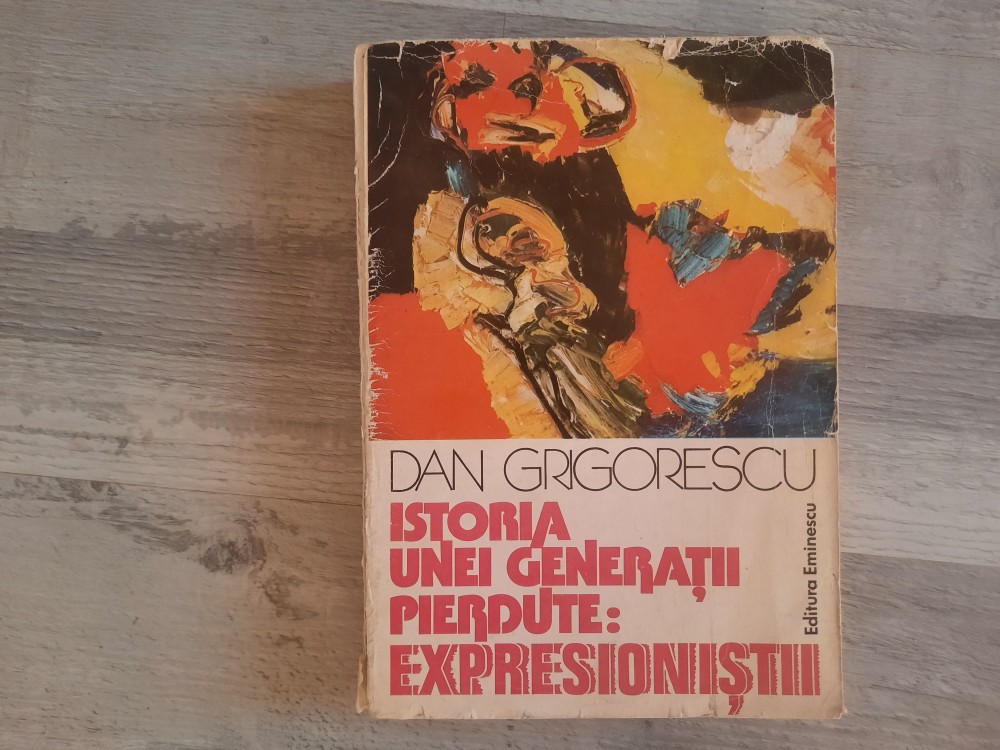 DAN GRIGORESCU
ISTORIA
UNEI GENERAȚII
PIERDUTE:
EXPRESIONIȘTII
Editura Eminescu